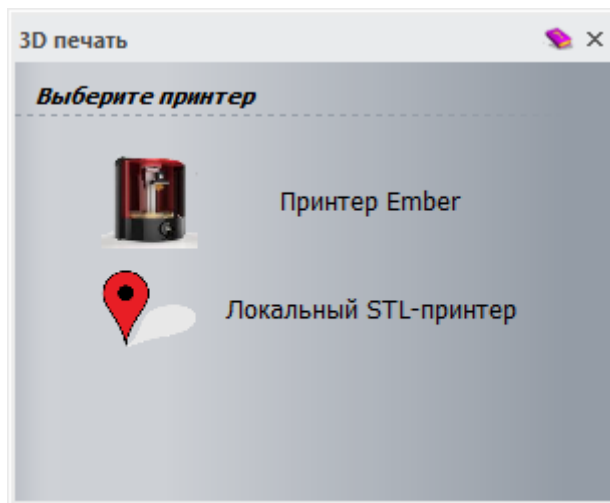 3D печать
Выберите принтер
Принтер Ember
Локальный STL-принтер